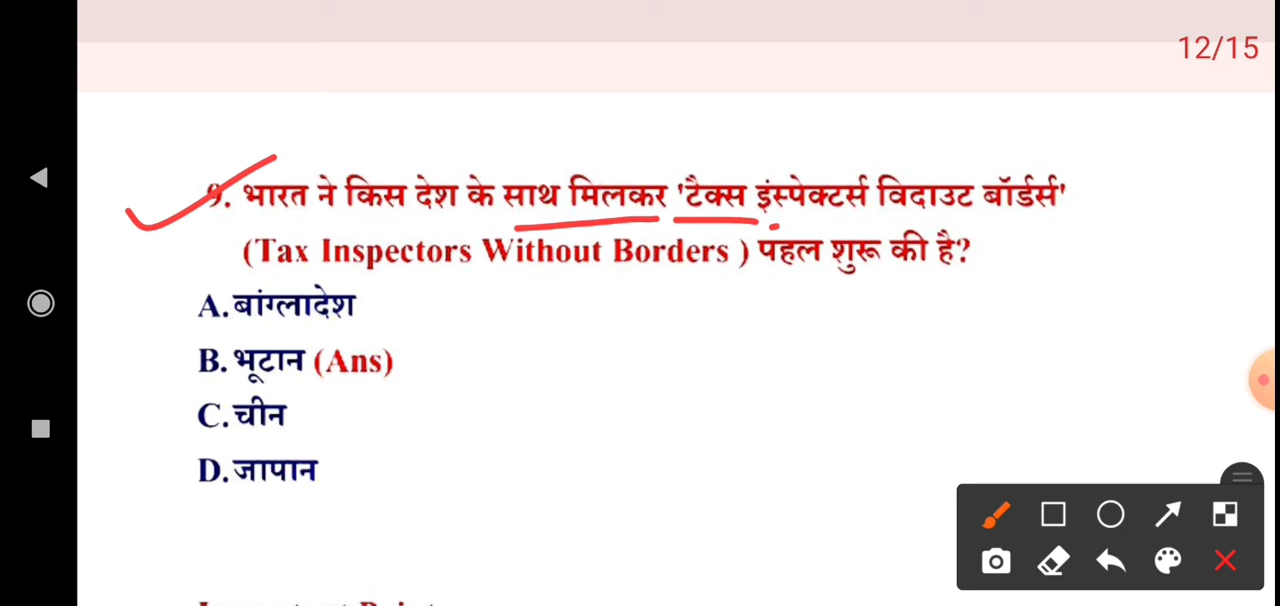 12/15
9. भारत ने किस देश के साथ मिलकर 'टैक्स इंस्पेक्टर्स विदाउट बॉर्डर्स'
(Tax Inspectors Without Borders ) पहल शुरू की है?
A.बांग्लादेश
B.भूटान (Ans)
C.चीन
D.जापान